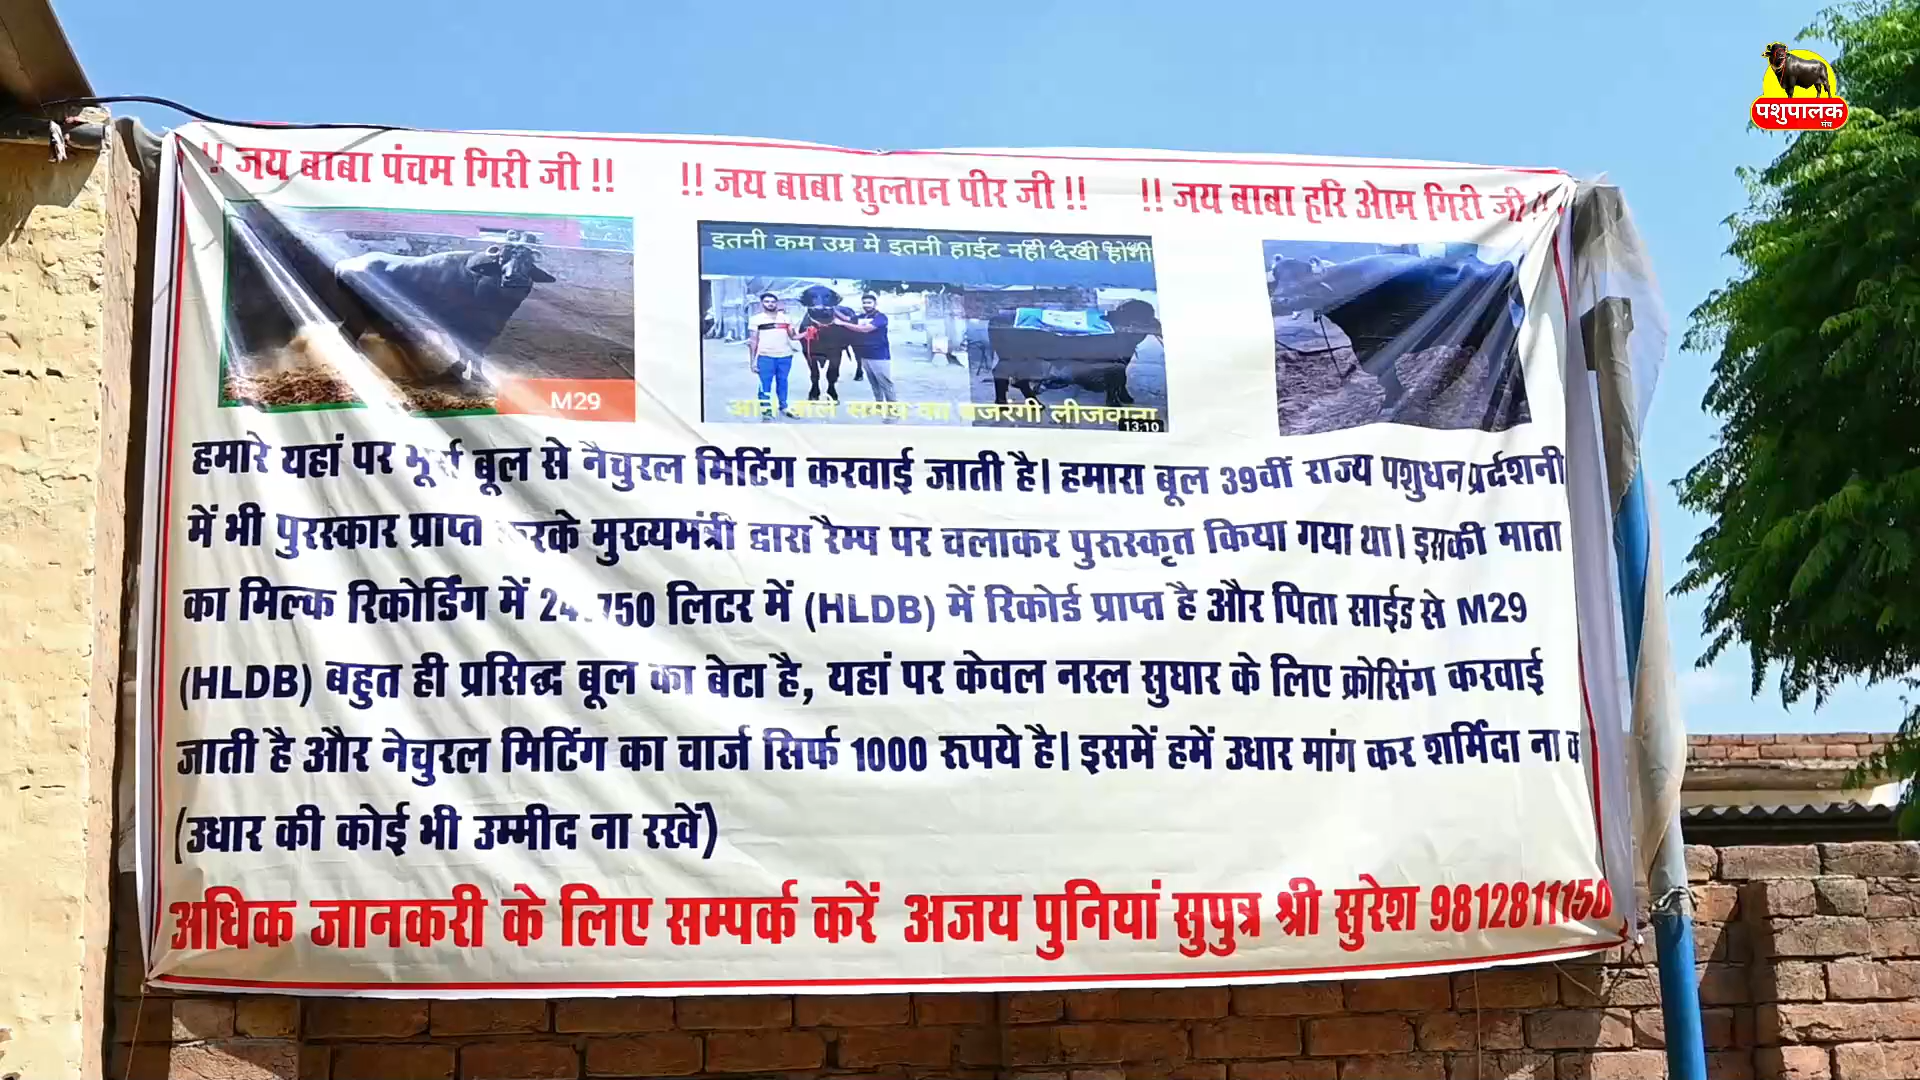 पशुपालक
मंच
!! जय बाबा पंचम गिरी जी !! !! जय बाबा सुल्तान पीर जी !! !! जय बाबा हरि ओम गिरी जी !!
इतनी कम उम्र मे इतनी हाईट नही देखी होगी
M29
आने वाले समय का बजरंगी लीजवाना
13:10
हमारे यहां पर बूल से नैचुरल मिटिंग करवाई जाती है। हमारा बूल 39वीं राज्य पशुधन प्रर्दशनी
में भी पुरस्कार प्राप्त करके मुख्यमंत्री द्वारा रैम्प पर चलाकर पुरूस्कृत किया गया था। इसकी माता
का मिल्क रिकोर्डिंग में लिटर में (HLDB) में रिकोर्ड प्राप्त है और पिता साईड से M29
(HLDB) बहुत ही प्रसिद्ध बूल का बेटा है, यहां पर केवल नस्ल सुधार के लिए क्रोसिंग करवाई
जाती है और नेचुरल मिटिंग का चार्ज सिर्फ 1000 रूपये है। इसमें हमें उधार मांग कर शर्मिदा ना
(उधार की कोई भी उम्मीद ना रखें)
अधिक जानकरी के लिए सम्पर्क करें अजय पुनियां सुपुत्र श्री सुरेश 9812811150